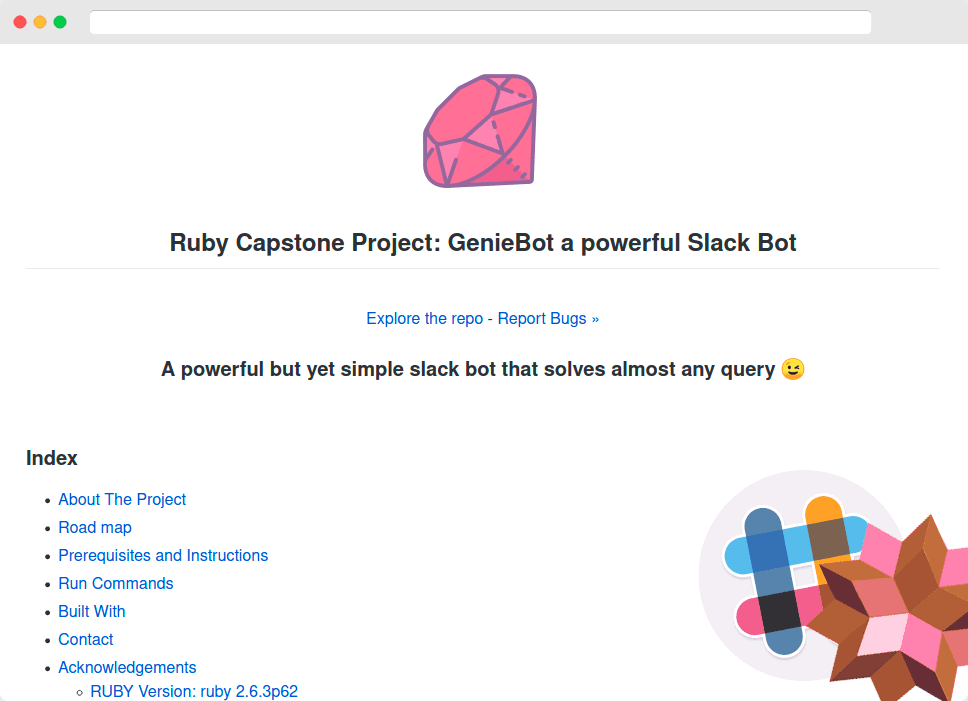 Ruby Capstone Project: GenieBot a powerful Slack Bot
Explore the repo - Report Bugs »
A powerful but yet simple slack bot that solves almost any query 😉
Index
About The Project
Road map
Prerequisites and Instructions
Run Commands
Built With
Contact
Acknowledgements
RUBY Version: ruby 2.6.3p62